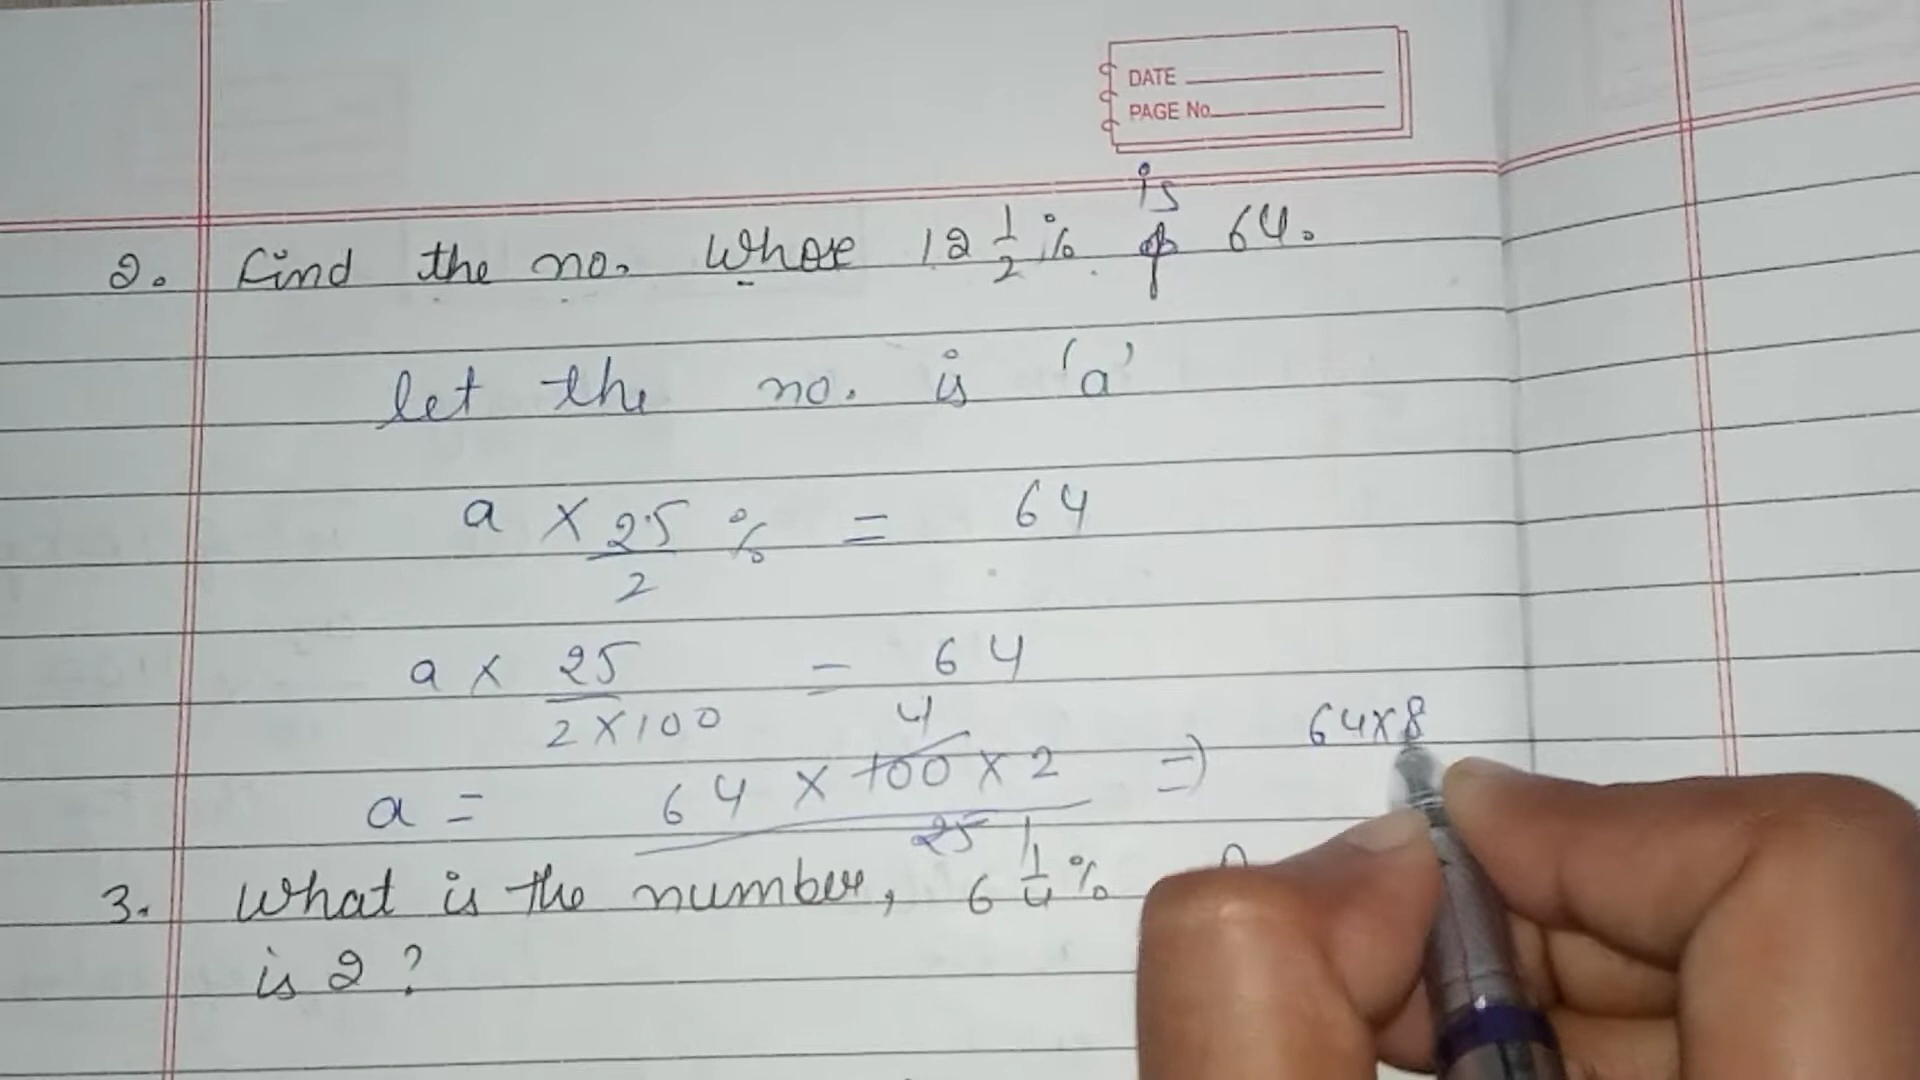 DATE
PAGE No.
is
2. Find the no. whose 12 1/2 % of 64.
let the no. is 'a'
a × 25/2 % = 64
a × 25/(2×100) = 64
4
a = 64 × 100 × 2 / 25 => 64×8
3. What is the number, 6 1/4 %
is 2 ?